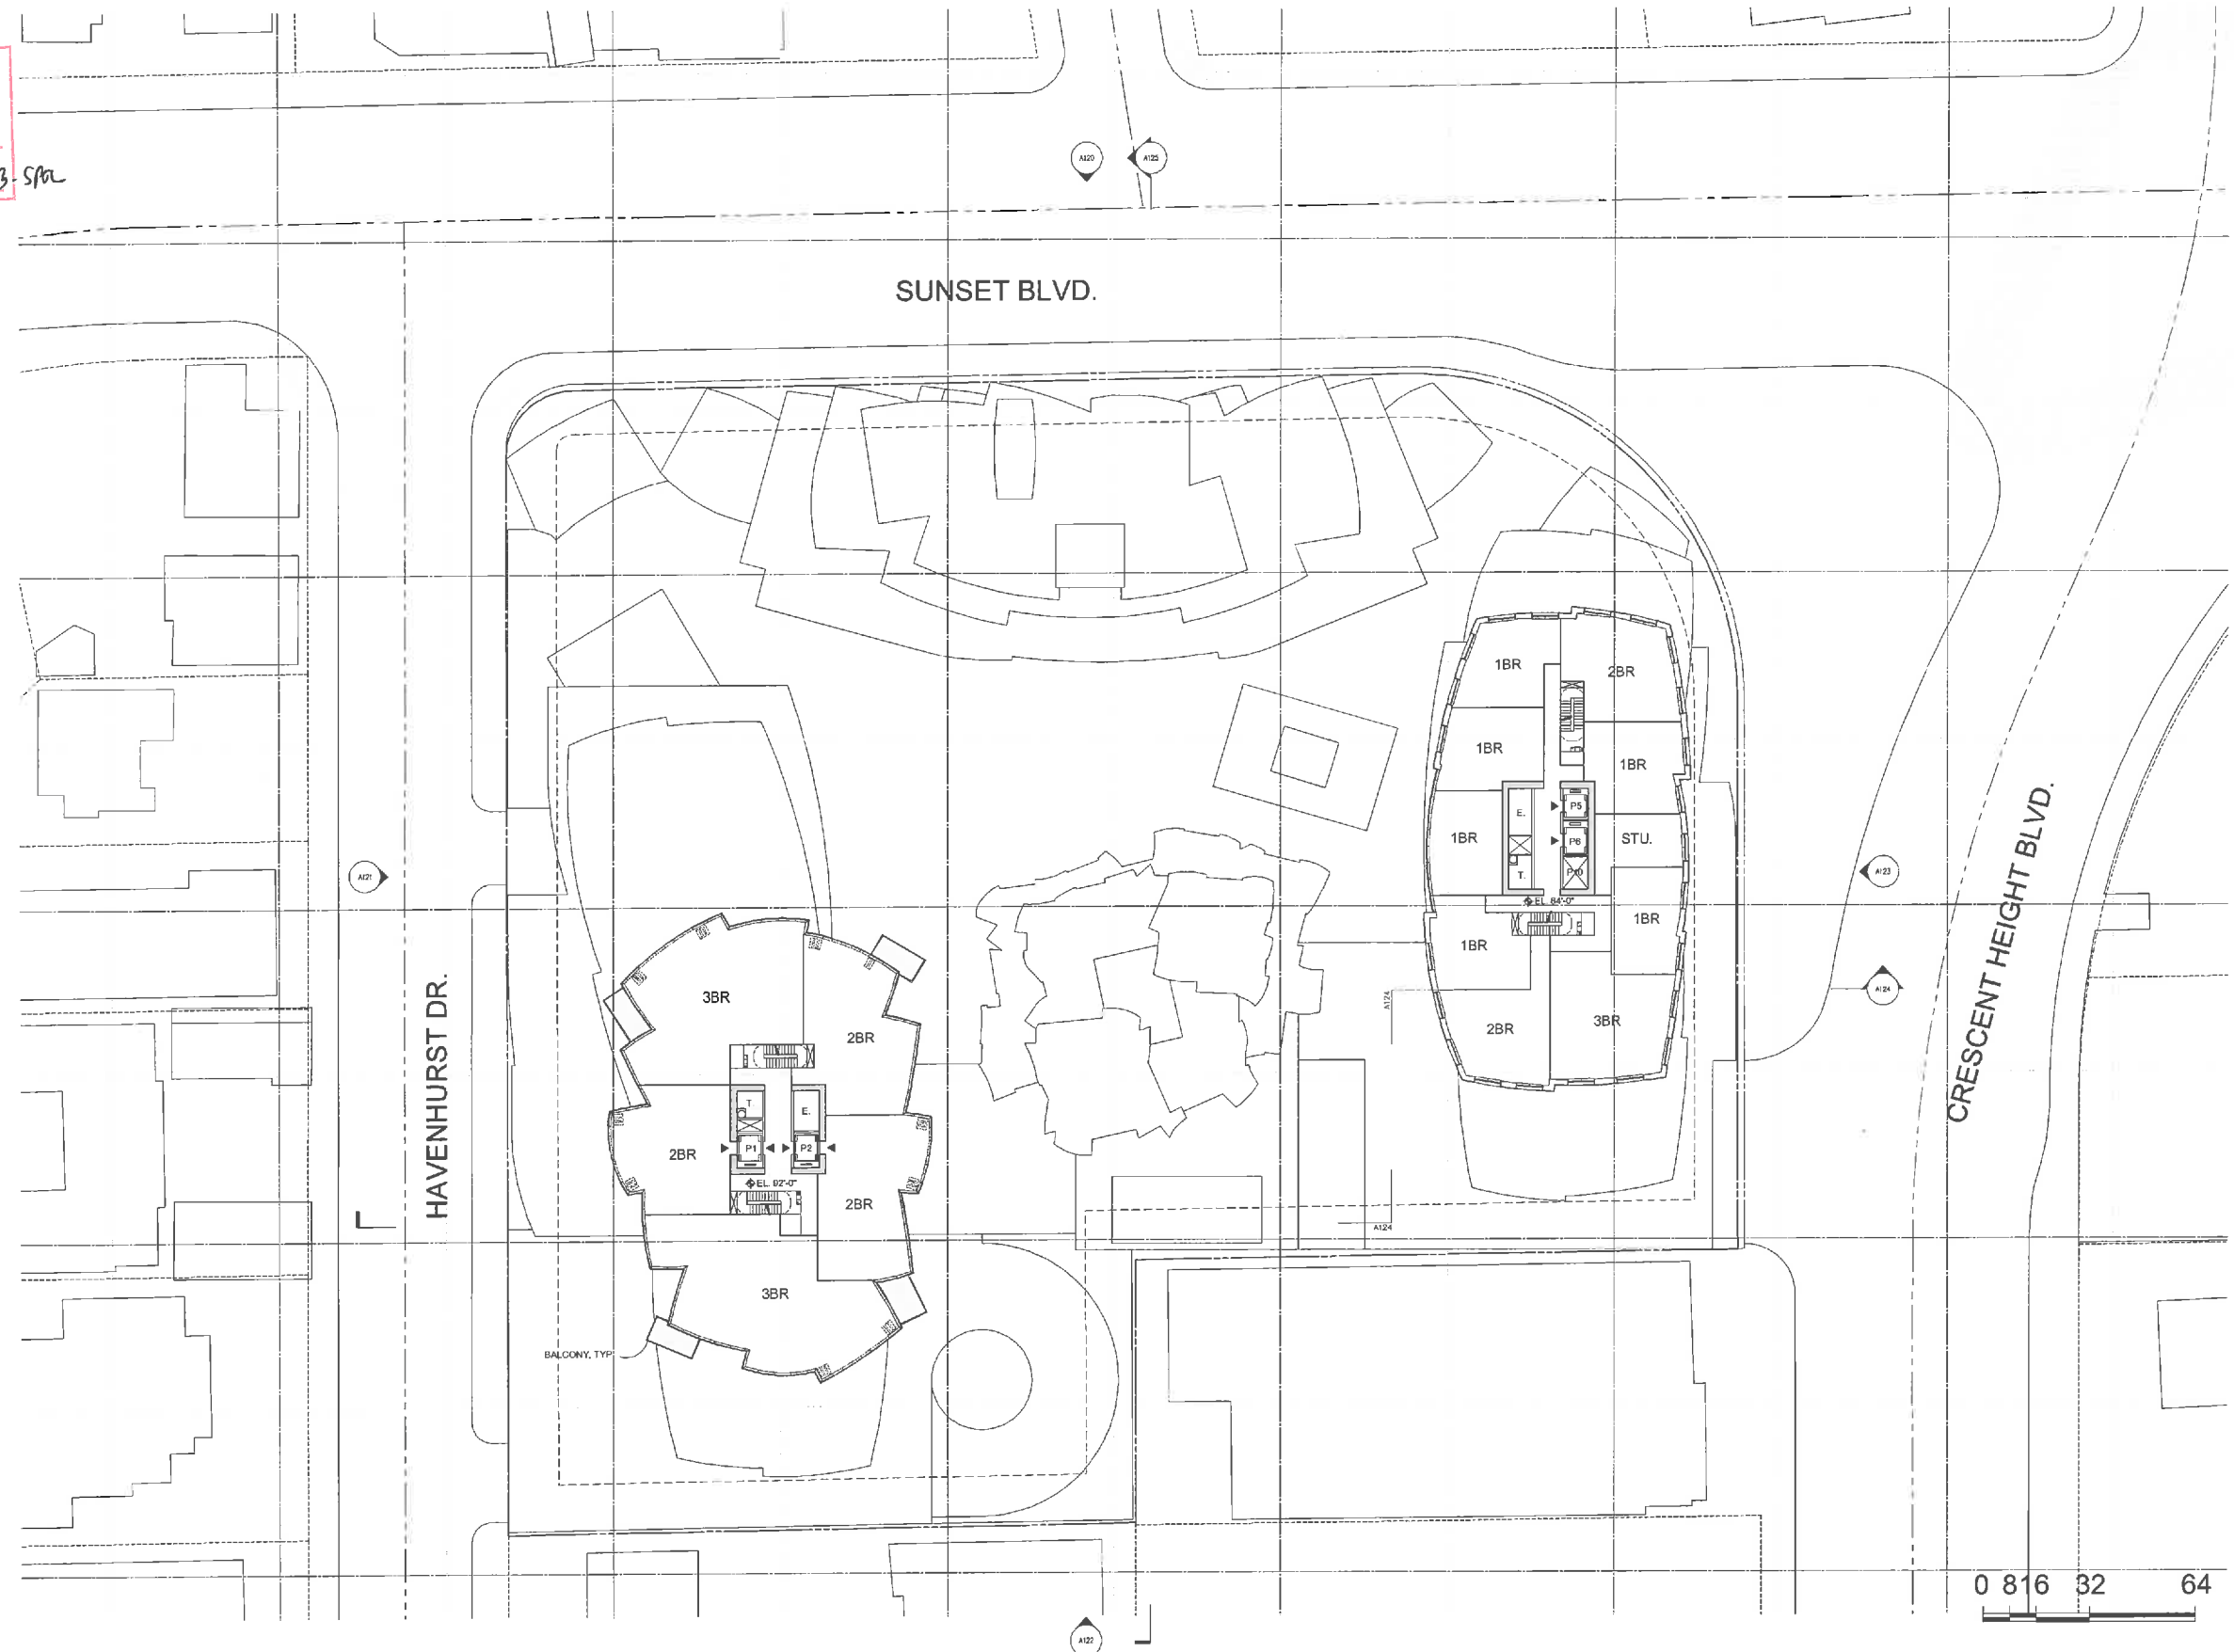 3-SPR
A120
A125
SUNSET BLVD.
1BR
2BR
1BR
1BR
E.
P5
1BR
P6
STU.
T.
A121
A123
EL. 84'-0"
1BR
1BR
3BR
2BR
A124
A124
2BR
3BR
HAVENHURST DR.
CRESCENT HEIGHT BLVD.
T.
E.
2BR
P1
P2
EL. 92'-0"
2BR
A124
3BR
BALCONY, TYP
0 8 16 32 64
A122